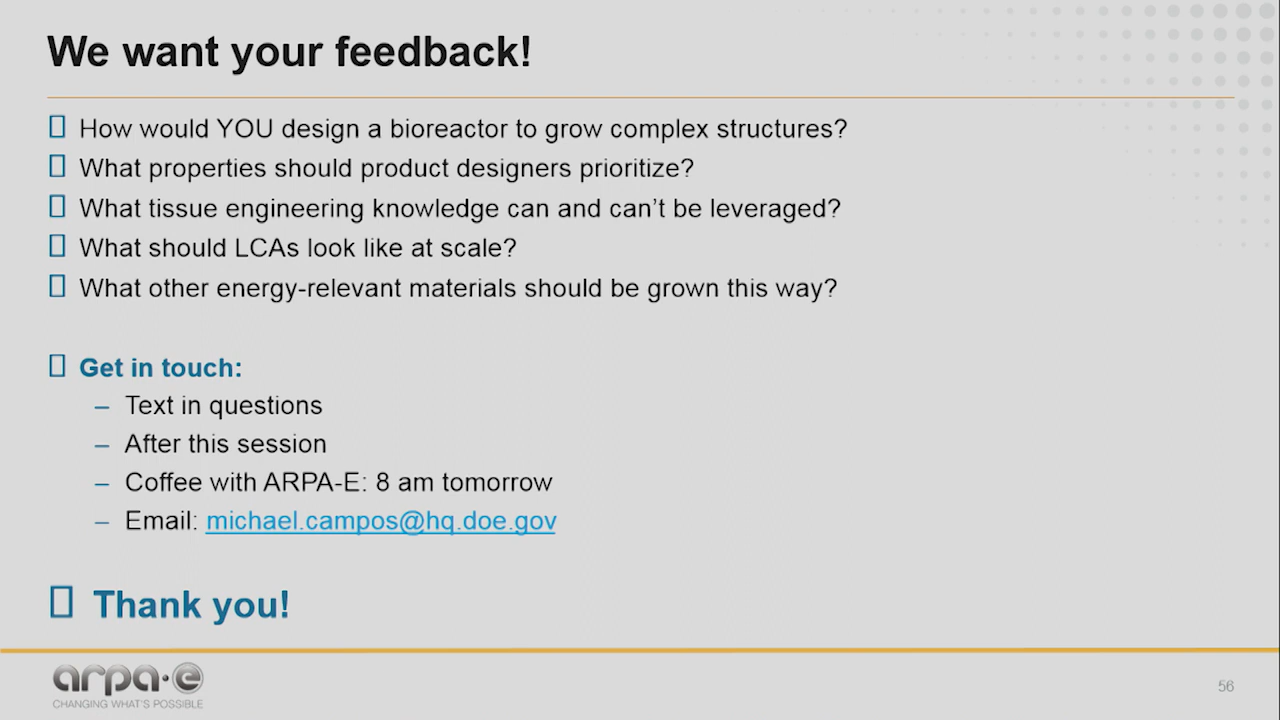 We want your feedback!
How would YOU design a bioreactor to grow complex structures?
What properties should product designers prioritize?
What tissue engineering knowledge can and can’t be leveraged?
What should LCAs look like at scale?
What other energy-relevant materials should be grown this way?
Get in touch:
– Text in questions
– After this session
– Coffee with ARPA-E: 8 am tomorrow
– Email: michael.campos@hq.doe.gov
Thank you!
arpa·e
CHANGING WHAT'S POSSIBLE
56